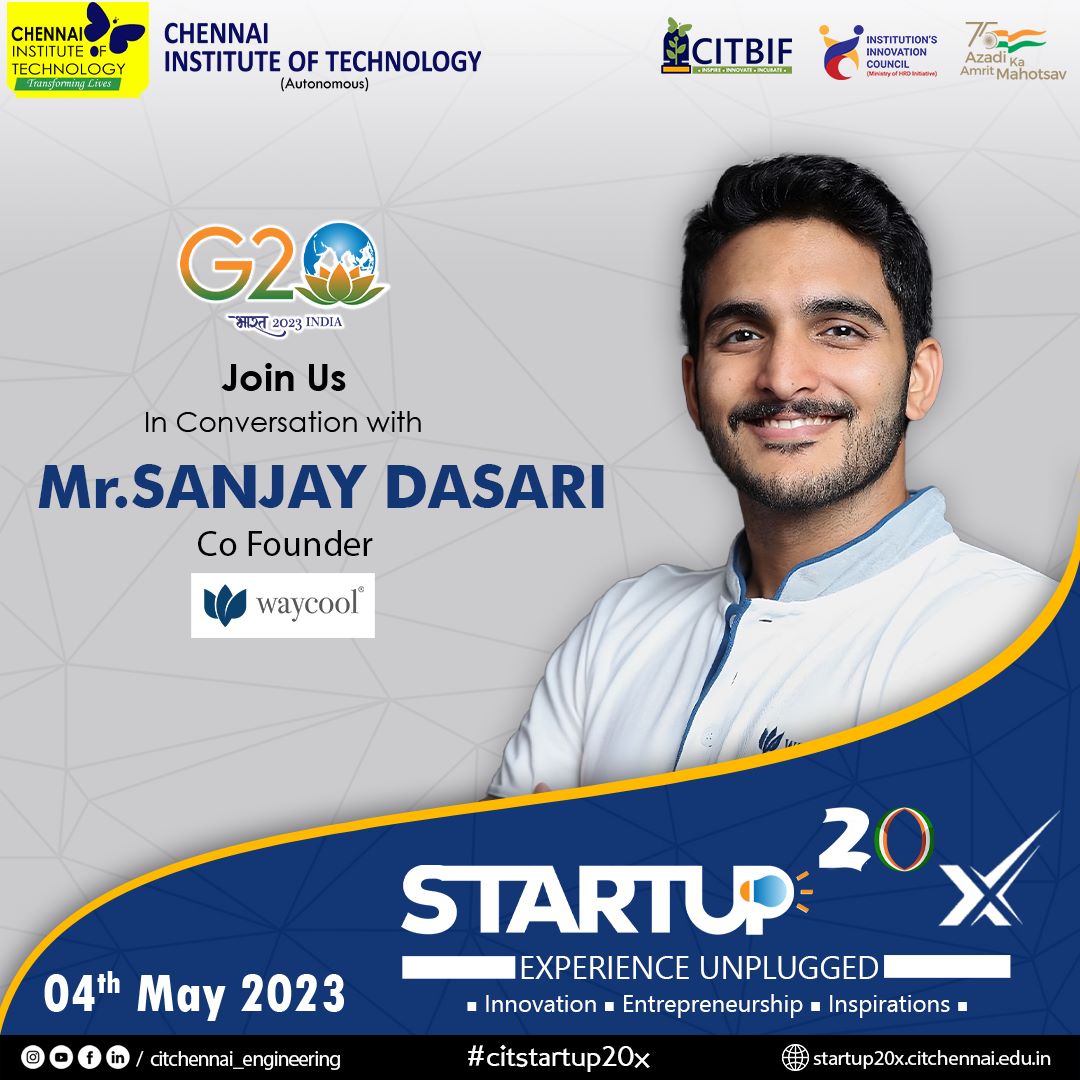 CHENNAI
INSTITUTE OF
TECHNOLOGY
Transforming Lives
CHENNAI
INSTITUTE OF TECHNOLOGY
(Autonomous)
CITBIF
INSPIRE INNOVATE INCUBATE
INSTITUTION'S
INNOVATION
COUNCIL
(Ministry of HRD Initiative)
75
Azadi Ka
Amrit Mahotsav
G20
भारत 2023 INDIA
Join Us
In Conversation with
Mr.SANJAY DASARI
Co Founder
waycool®
STARTUP 20 X
EXPERIENCE UNPLUGGED
▪ Innovation ▪ Entrepreneurship ▪ Inspirations ▪
04th May 2023
/ citchennai_engineering
#citstartup20x
startup20x.citchennai.edu.in